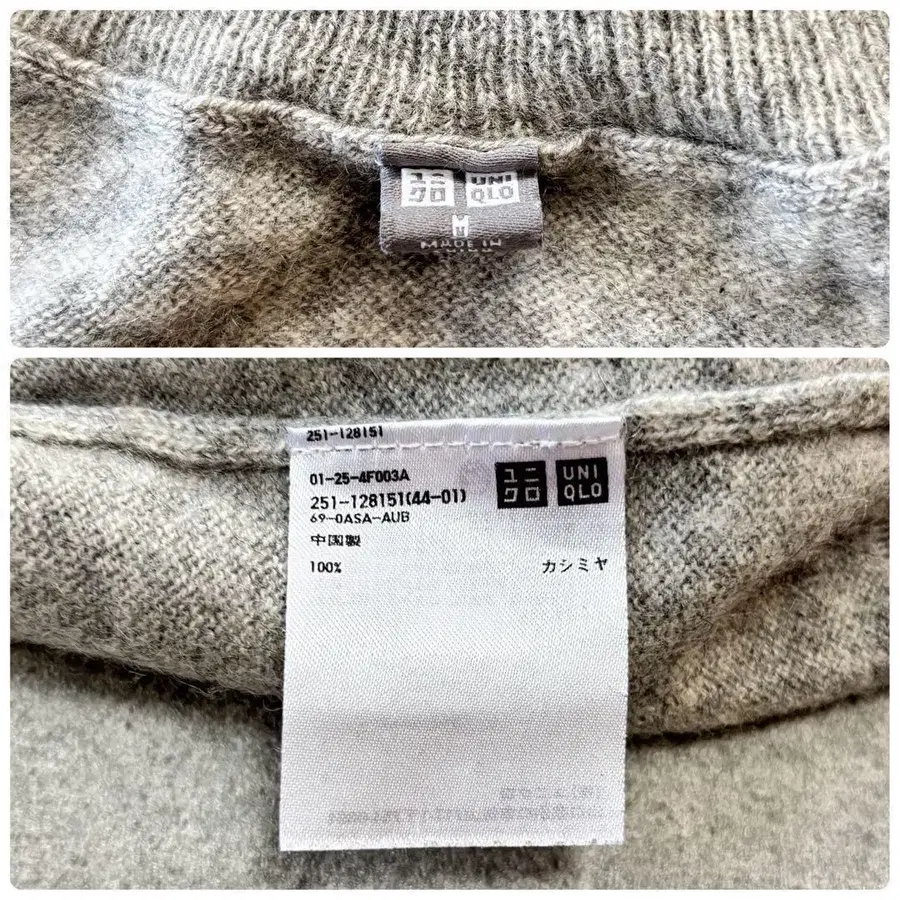 ユニ UNI
クロ QLO
M
MADE IN
251-128151
01-25-4F003A
251-128151(44-01)
69-0ASA-AUB
中国製
100% カシミヤ
ユニ UNI
クロ QLO